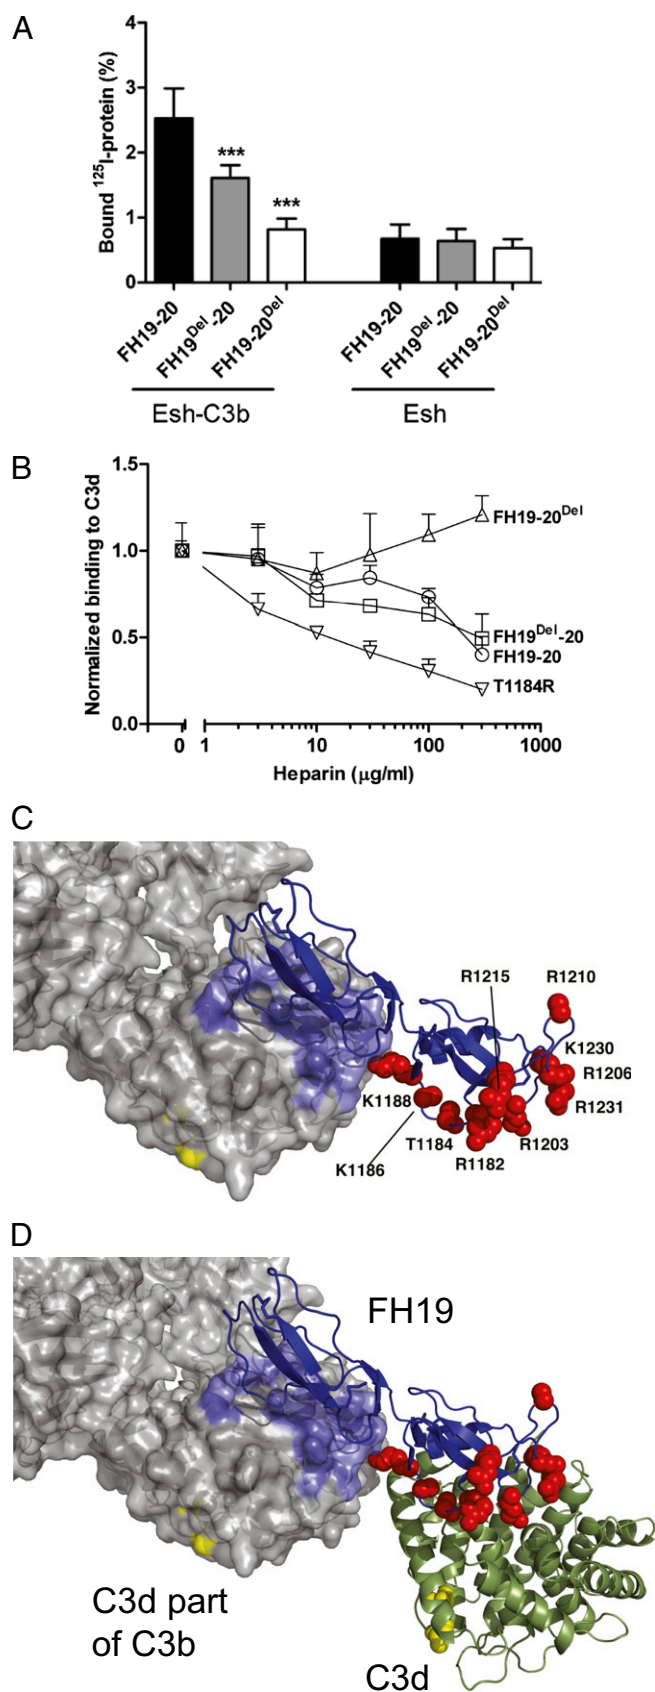 A
Bound ¹²⁵I-protein (%)
4
3
2
1
0
***
***
FH19-20
FH19ᴰᵉˡ-20
FH19-20ᴰᵉˡ
FH19-20
FH19ᴰᵉˡ-20
FH19-20ᴰᵉˡ
Esh-C3b
Esh
B
Normalized binding to C3d
1.5
1.0
0.5
0.0
FH19-20ᴰᵉˡ
FH19ᴰᵉˡ-20
FH19-20
T1184R
0 1 10 100 1000
Heparin (μg/ml)
C
R1215 R1210
K1230
R1206
R1231
K1188
T1184 R1203
R1182
K1186
D
FH19
C3d part
of C3b
C3d